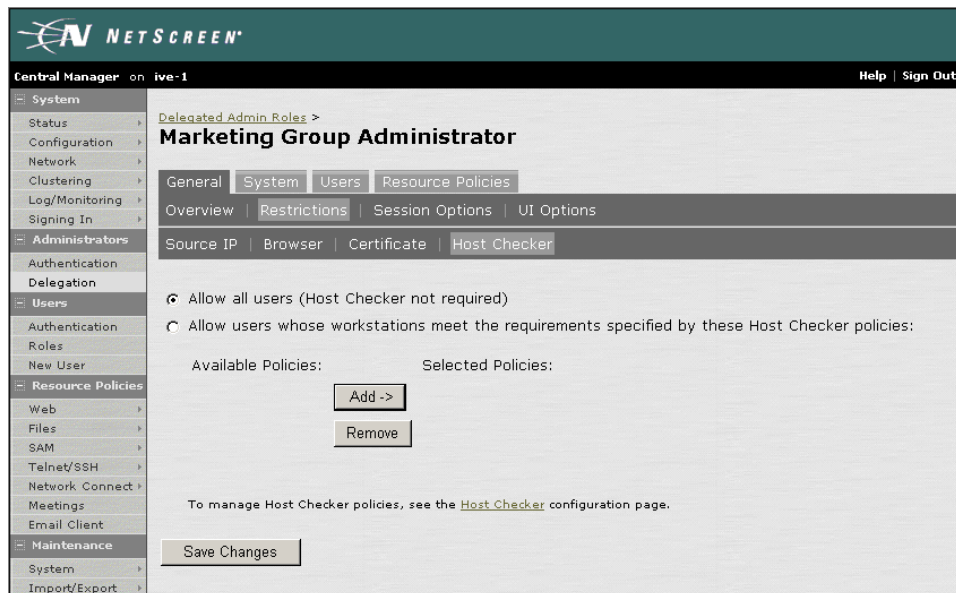 NETSCREEN
Central Manager on ive-1
Help | Sign Out
System
Status
Configuration
Network
Clustering
Log/Monitoring
Signing In
Administrators
Authentication
Delegation
Users
Authentication
Roles
New User
Resource Policies
Web
Files
SAM
Telnet/SSH
Network Connect
Meetings
Email Client
Maintenance
System
Import/Export
Delegated Admin Roles >
Marketing Group Administrator
General System Users Resource Policies
Overview | Restrictions | Session Options | UI Options
Source IP | Browser | Certificate | Host Checker
Allow all users (Host Checker not required)
Allow users whose workstations meet the requirements specified by these Host Checker policies:
Available Policies: Selected Policies:
Add ->
Remove
To manage Host Checker policies, see the Host Checker configuration page.
Save Changes